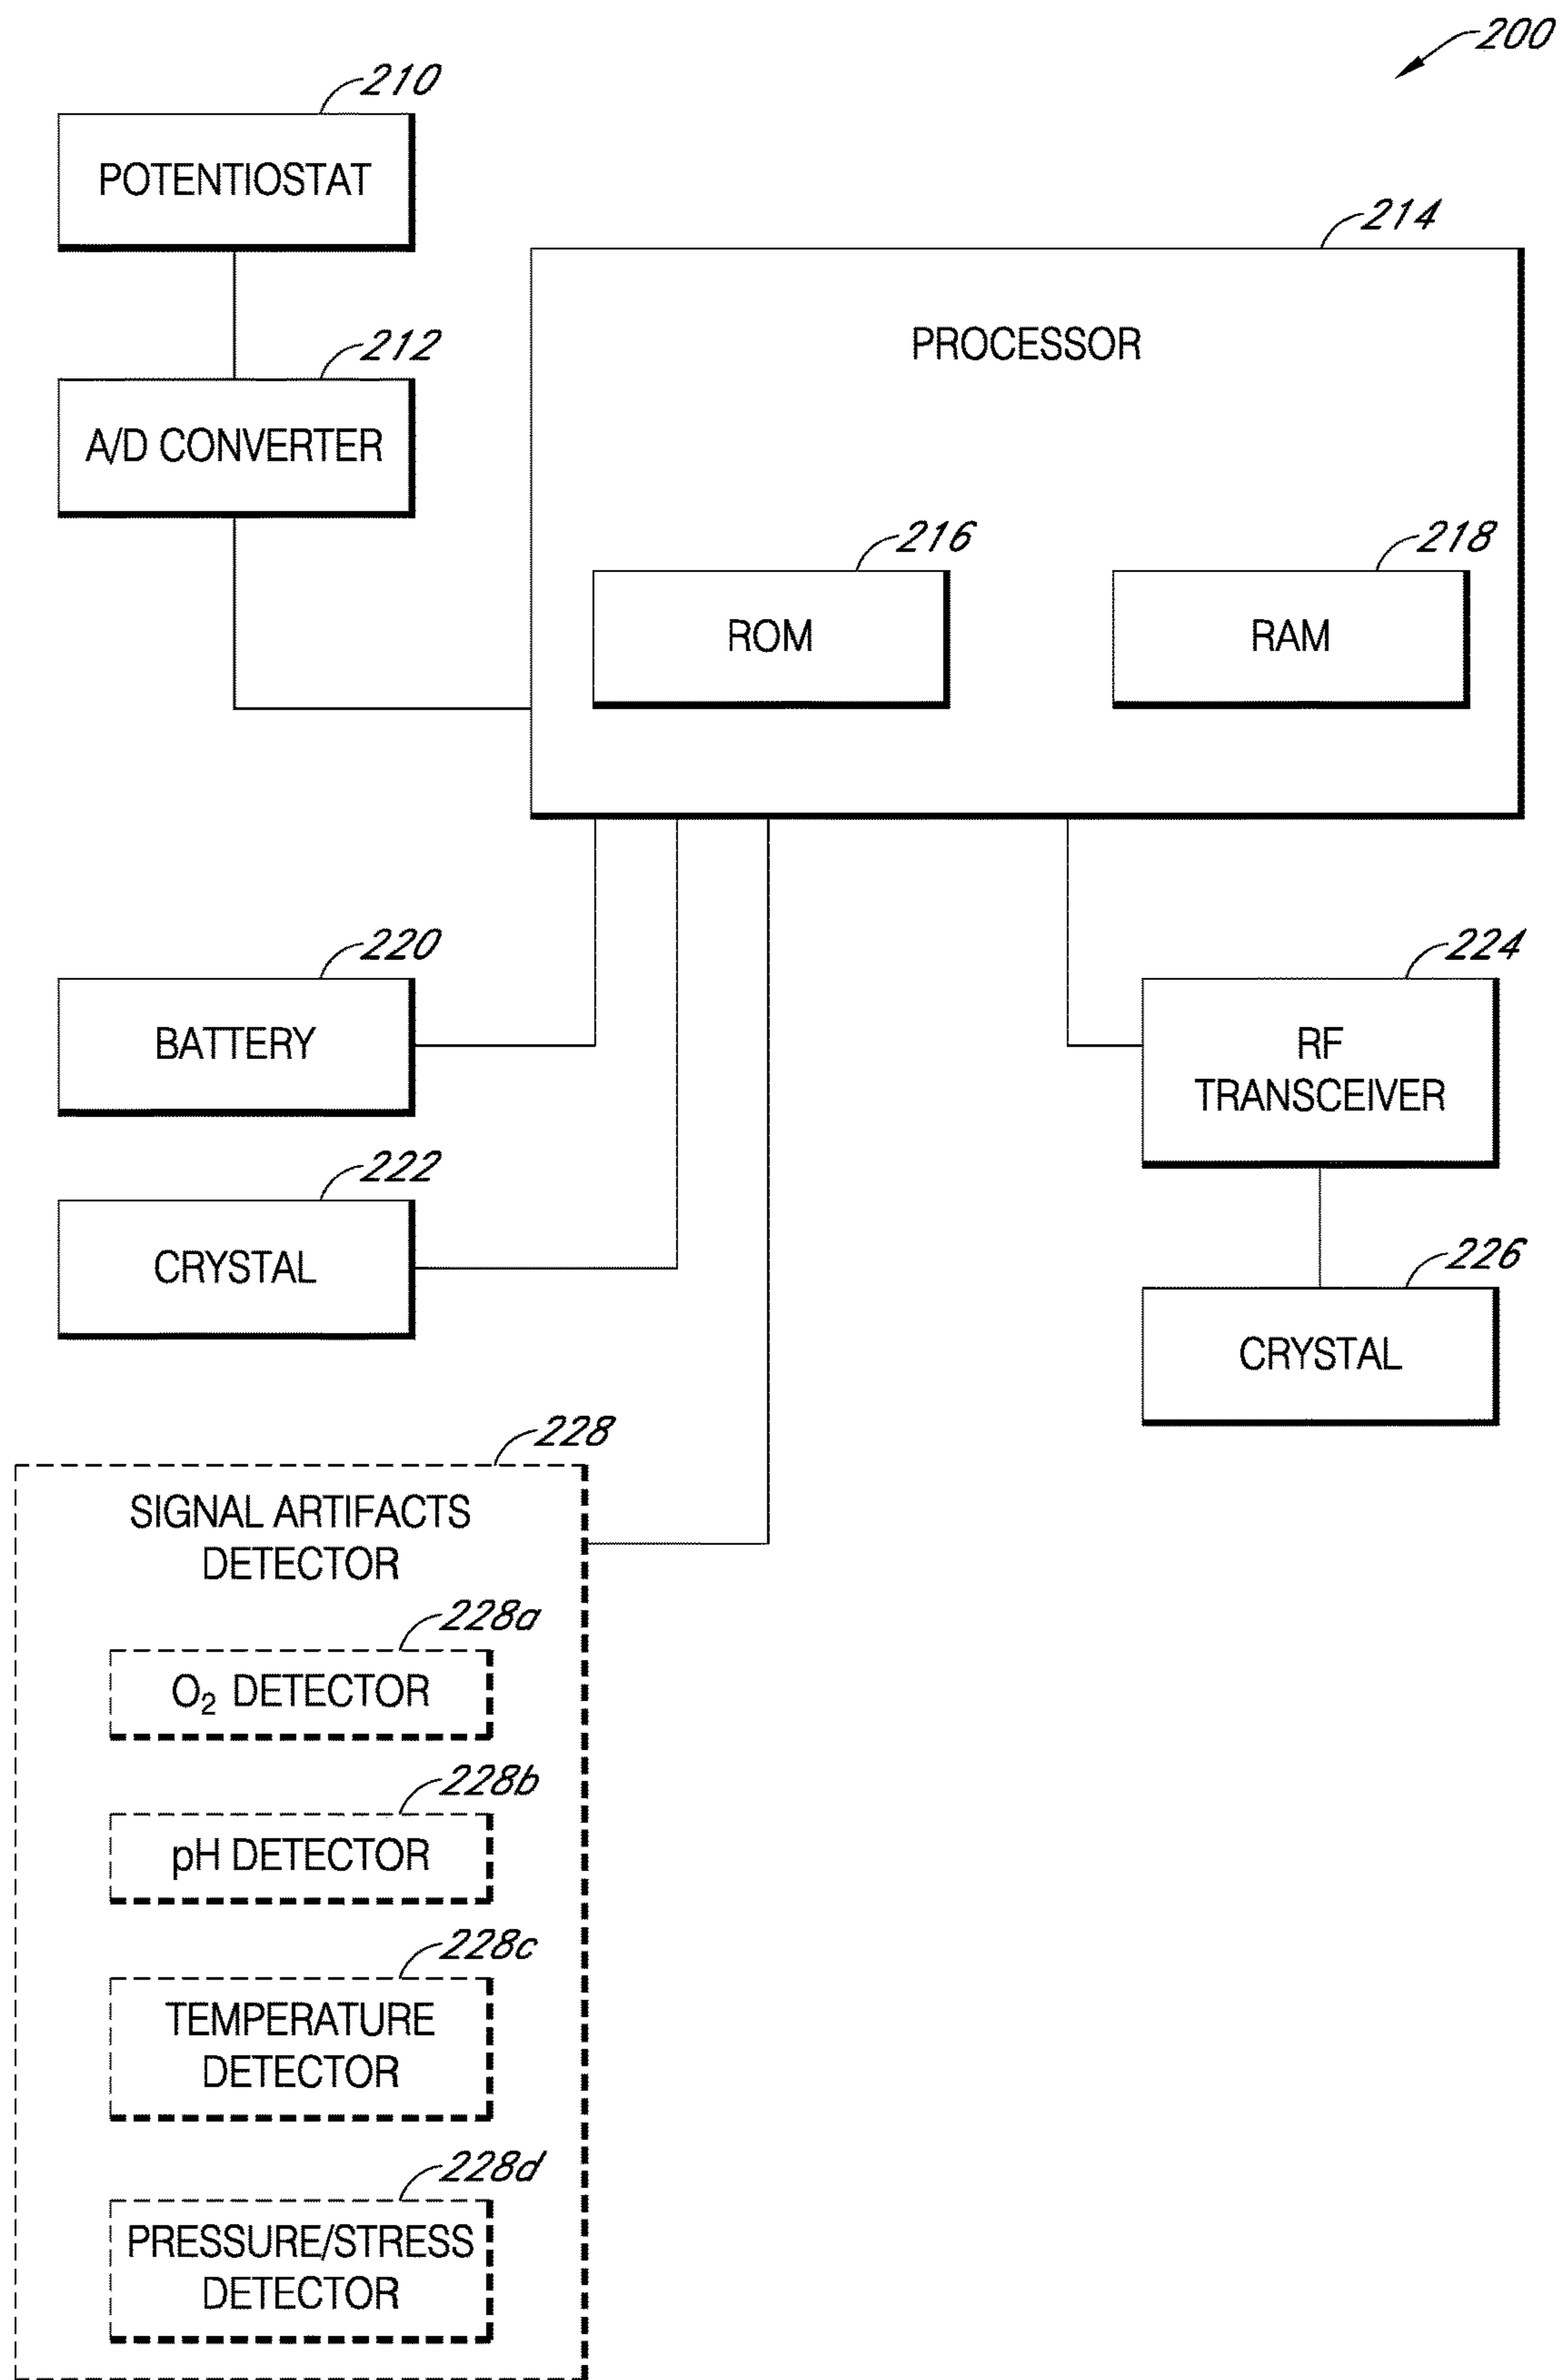 200
210
POTENTIOSTAT
214
PROCESSOR
212
A/D CONVERTER
216
ROM
218
RAM
220
BATTERY
224
RF
TRANSCEIVER
222
CRYSTAL
226
CRYSTAL
228
SIGNAL ARTIFACTS
DETECTOR
228a
O₂ DETECTOR
228b
pH DETECTOR
228c
TEMPERATURE
DETECTOR
228d
PRESSURE/STRESS
DETECTOR